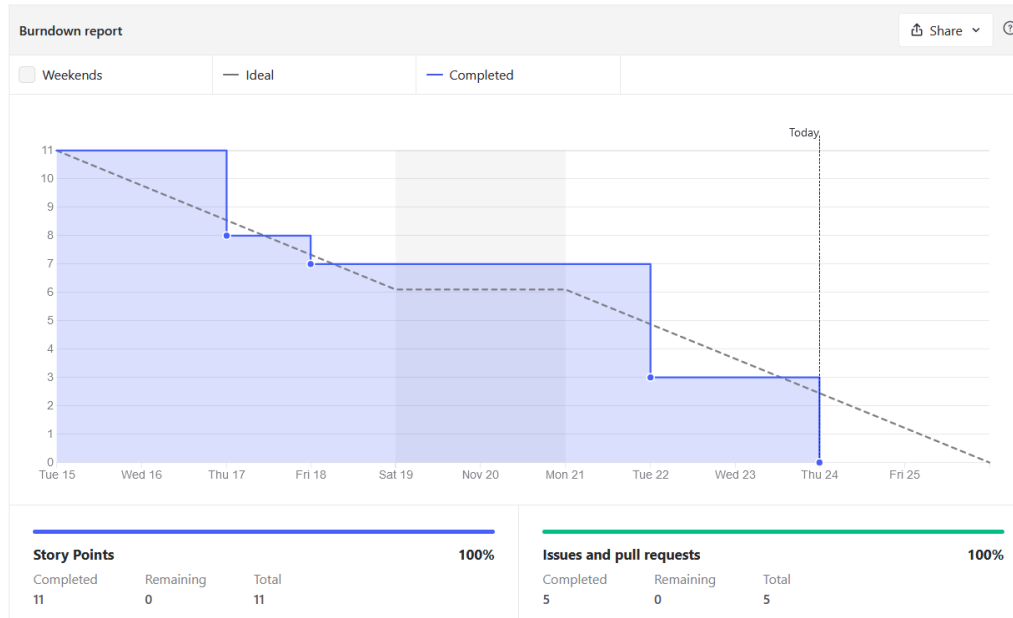 Burndown report
Share
Weekends
Ideal
Completed
Today
11
10
9
8
7
6
5
4
3
2
1
0
Tue 15 Wed 16 Thu 17 Fri 18 Sat 19 Nov 20 Mon 21 Tue 22 Wed 23 Thu 24 Fri 25
Story Points 100%
Completed Remaining Total
11 0 11
Issues and pull requests 100%
Completed Remaining Total
5 0 5